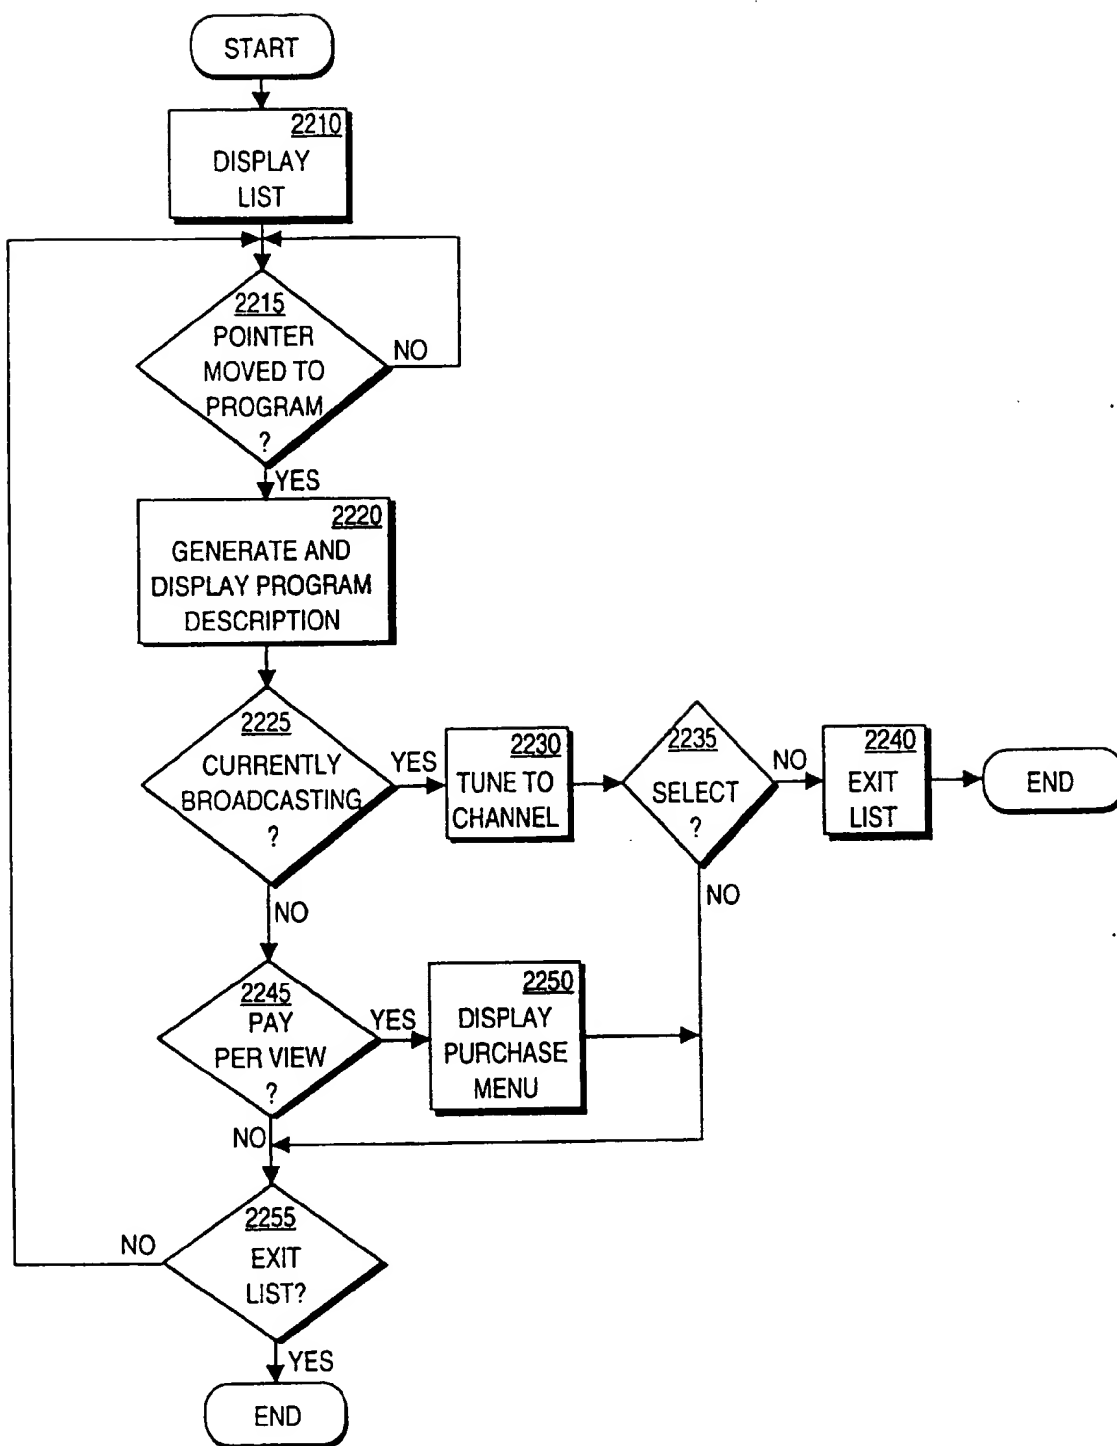 START
2210
DISPLAY
LIST
2215
POINTER
MOVED TO
PROGRAM
?
NO
YES
2220
GENERATE AND
DISPLAY PROGRAM
DESCRIPTION
2225
CURRENTLY
BROADCASTING
?
YES
2230
TUNE TO
CHANNEL
2235
SELECT
?
NO
2240
EXIT
LIST
END
NO
NO
2245
PAY
PER VIEW
?
YES
2250
DISPLAY
PURCHASE
MENU
NO
2255
EXIT
LIST?
NO
YES
END